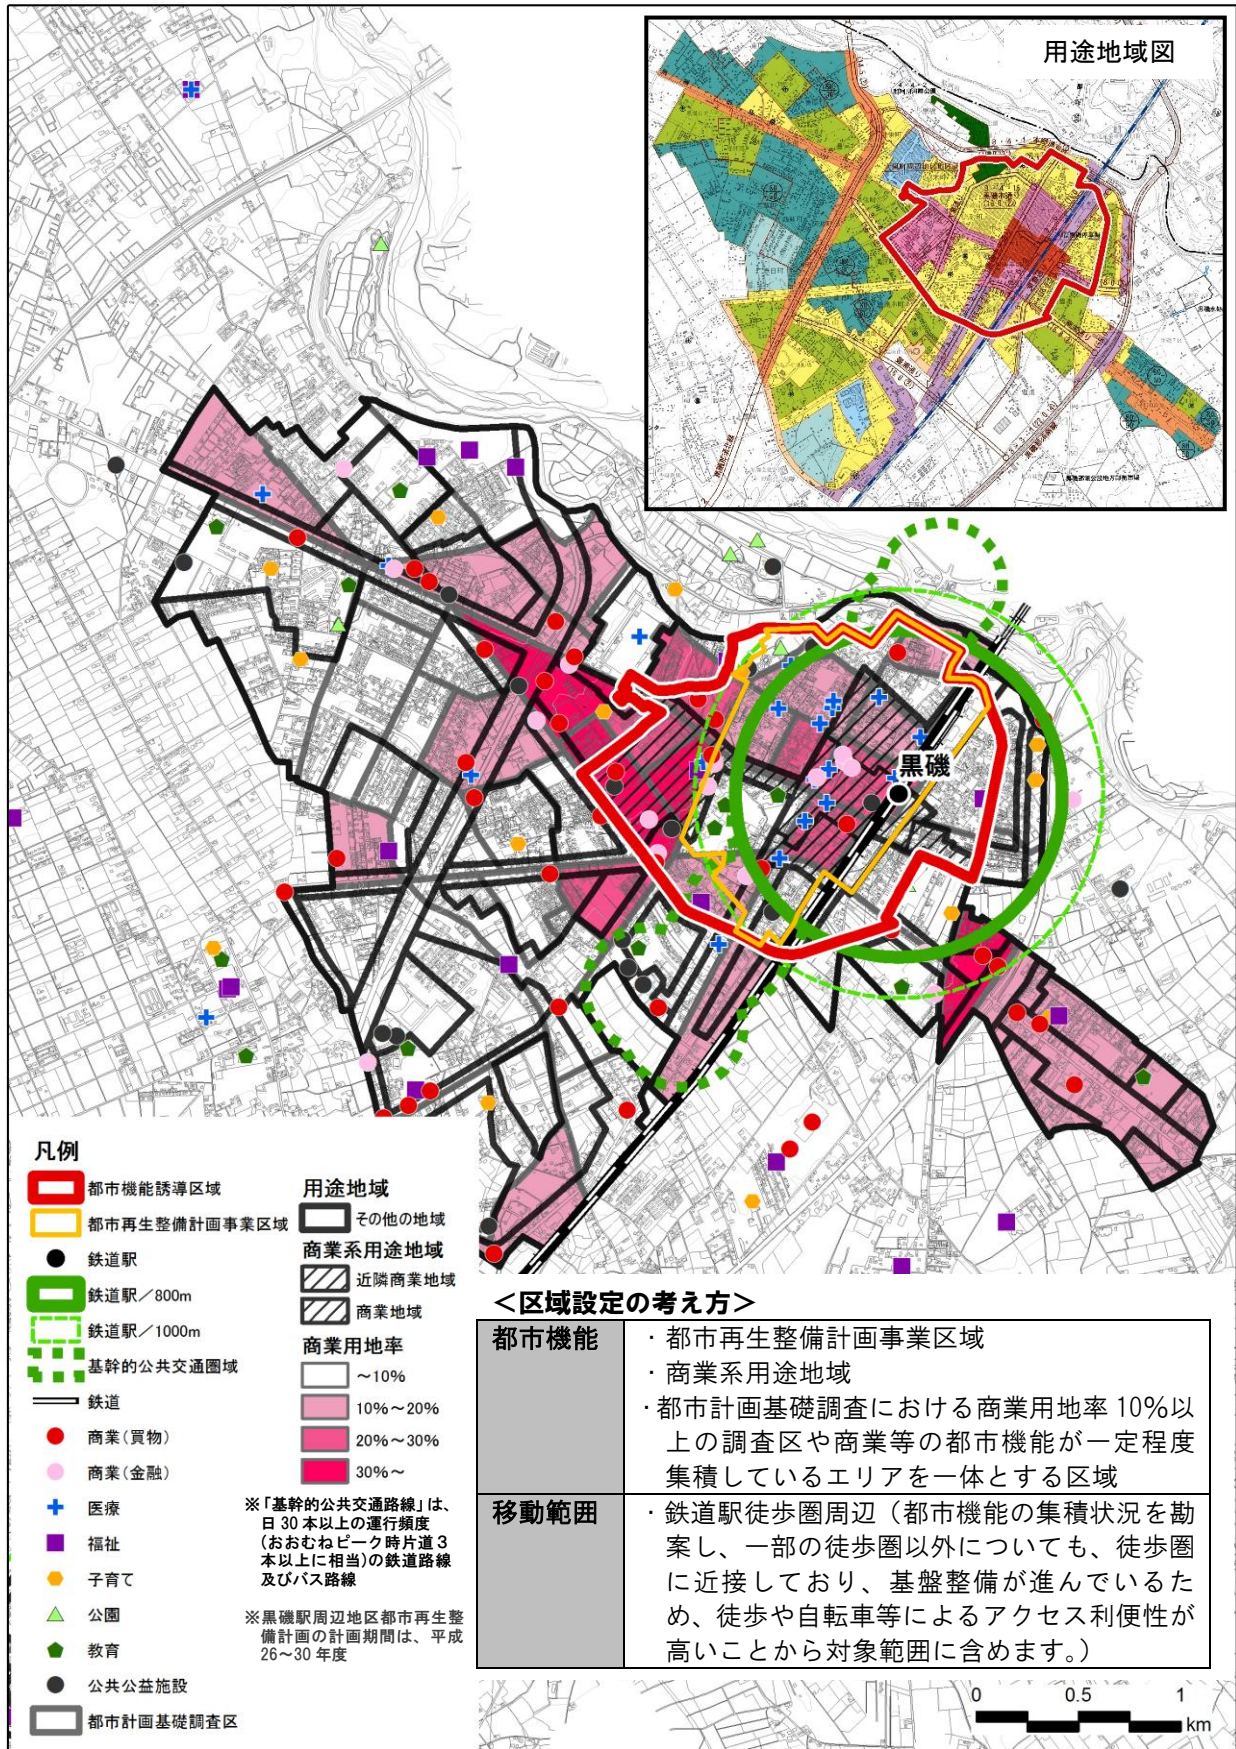 用途地域図
黒磯
凡例
都市機能誘導区域
都市再生整備計画事業区域
鉄道駅
鉄道駅／800m
鉄道駅／1000m
基幹的公共交通圏域
鉄道
商業(買物)
商業(金融)
医療
福祉
子育て
公園
教育
公共公益施設
都市計画基礎調査区
用途地域
その他の地域
商業系用途地域
近隣商業地域
商業地域
商業用地率
～10%
10%～20%
20%～30%
30%～
※「基幹的公共交通路線」は、
日30本以上の運行頻度
(おおむねピーク時片道3
本以上に相当)の鉄道路線
及びバス路線
※黒磯駅周辺地区都市再生整
備計画の計画期間は、平成
26～30年度
＜区域設定の考え方＞
都市機能
・都市再生整備計画事業区域
・商業系用途地域
・都市計画基礎調査における商業用地率10％以
上の調査区や商業等の都市機能が一定程度
集積しているエリアを一体とする区域
移動範囲
・鉄道駅徒歩圏周辺（都市機能の集積状況を勘
案し、一部の徒歩圏以外についても、徒歩圏
に近接しており、基盤整備が進んでいるた
め、徒歩や自転車等によるアクセス利便性が
高いことから対象範囲に含めます。）
0 0.5 1
km